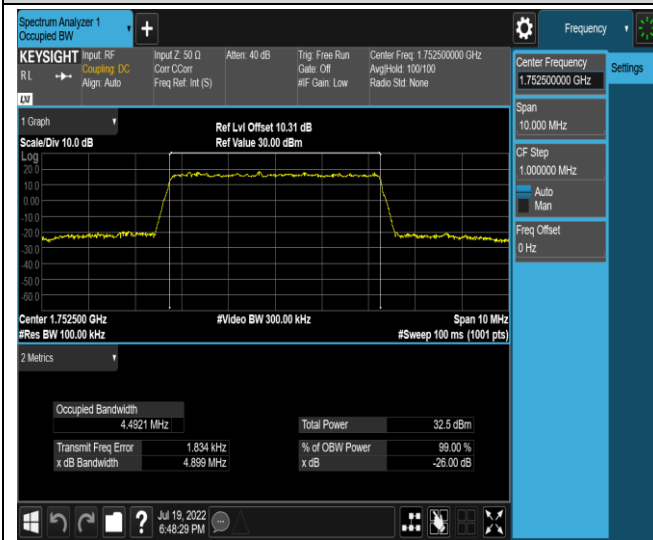 Spectrum Analyzer 1
Occupied BW
+
Frequency
KEYSIGHT
RL
LXI
Input: RF
Coupling: DC
Align: Auto
Input Z: 50 Ω
Corr CCorr
Freq Ref: Int (S)
Atten: 40 dB
Trig: Free Run
Gate: Off
#IF Gain: Low
Center Freq: 1.752500000 GHz
Avg|Hold: 100/100
Radio Std: None
Center Frequency
1.752500000 GHz
Settings
Span
10.000 MHz
CF Step
1.000000 MHz
Auto
Man
Freq Offset
0 Hz
1 Graph
Scale/Div 10.0 dB
Ref Lvl Offset 10.31 dB
Ref Value 30.00 dBm
Log
20.0
10.0
0.00
-10.0
-20.0
-30.0
-40.0
-50.0
-60.0
Center 1.752500 GHz
#Res BW 100.00 kHz
#Video BW 300.00 kHz
Span 10 MHz
#Sweep 100 ms (1001 pts)
2 Metrics
Occupied Bandwidth
4.4921 MHz
Total Power 32.5 dBm
Transmit Freq Error 1.834 kHz
% of OBW Power 99.00 %
x dB Bandwidth 4.899 MHz
x dB -26.00 dB
?
Jul 19, 2022
6:48:29 PM